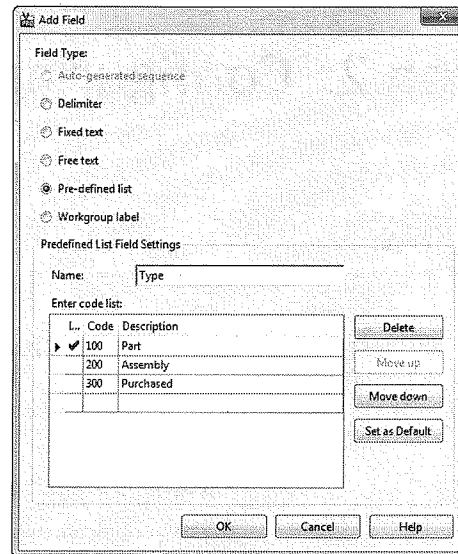 Add Field
Field Type:
Auto-generated sequence
Delimiter
Fixed text
Free text
Pre-defined list
Workgroup label
Predefined List Field Settings
Name: Type
Enter code list:
L... Code Description
100 Part
200 Assembly
300 Purchased
Delete
Move up
Move down
Set as Default
OK Cancel Help